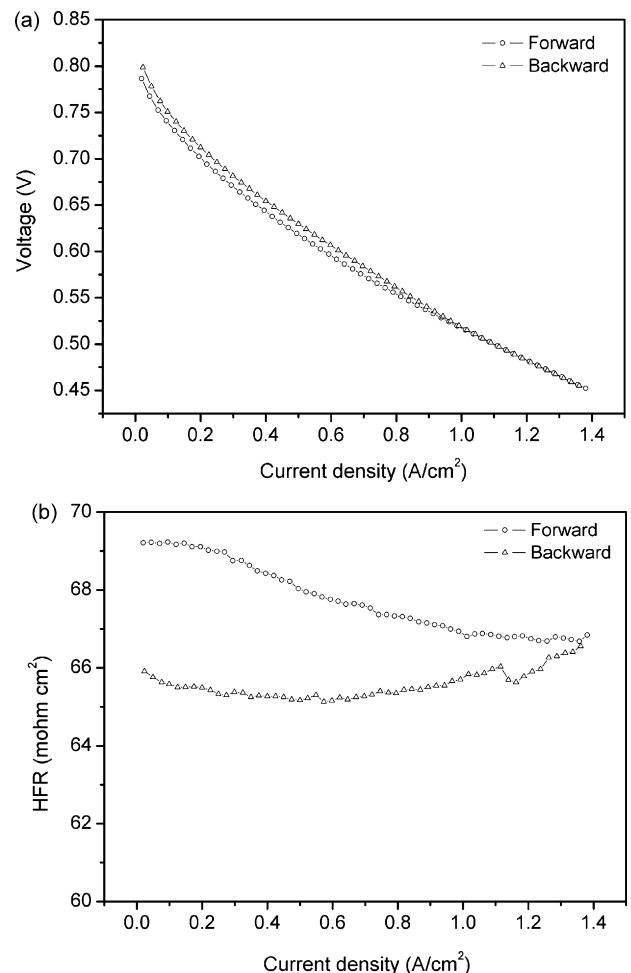 (a)
0.85
Forward
Backward
0.80
0.75
0.70
0.65
0.60
0.55
0.50
0.45
Voltage (V)
0.0 0.2 0.4 0.6 0.8 1.0 1.2 1.4
Current density (A/cm²)
(b)
70
Forward
Backward
68
66
64
62
60
HFR (mohm cm²)
0.0 0.2 0.4 0.6 0.8 1.0 1.2 1.4
Current density (A/cm²)